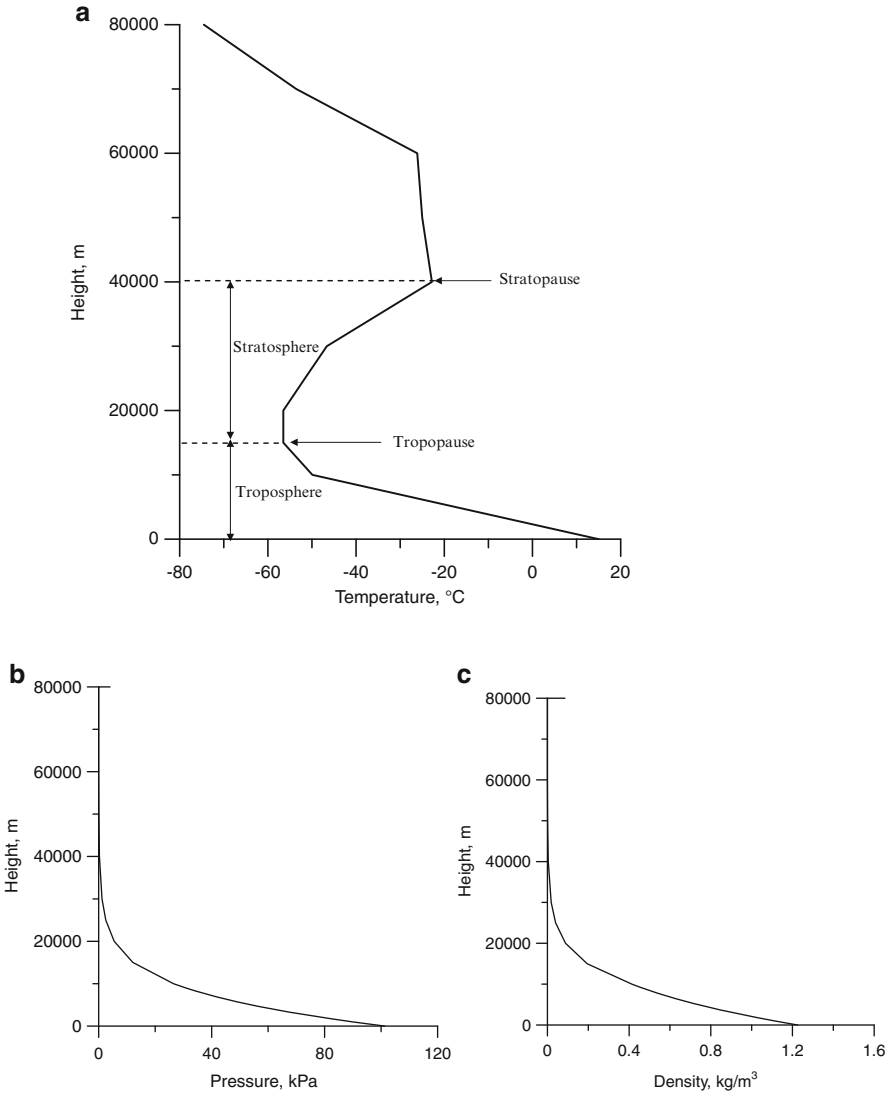 a
80000
60000
40000
20000
0
Height, m
Stratopause
Stratosphere
Tropopause
Troposphere
-80 -60 -40 -20 0 20
Temperature, °C
b
80000
60000
40000
20000
0
Height, m
0 40 80 120
Pressure, kPa
c
80000
60000
40000
20000
0
Height, m
0 0.4 0.8 1.2 1.6
Density, kg/m³